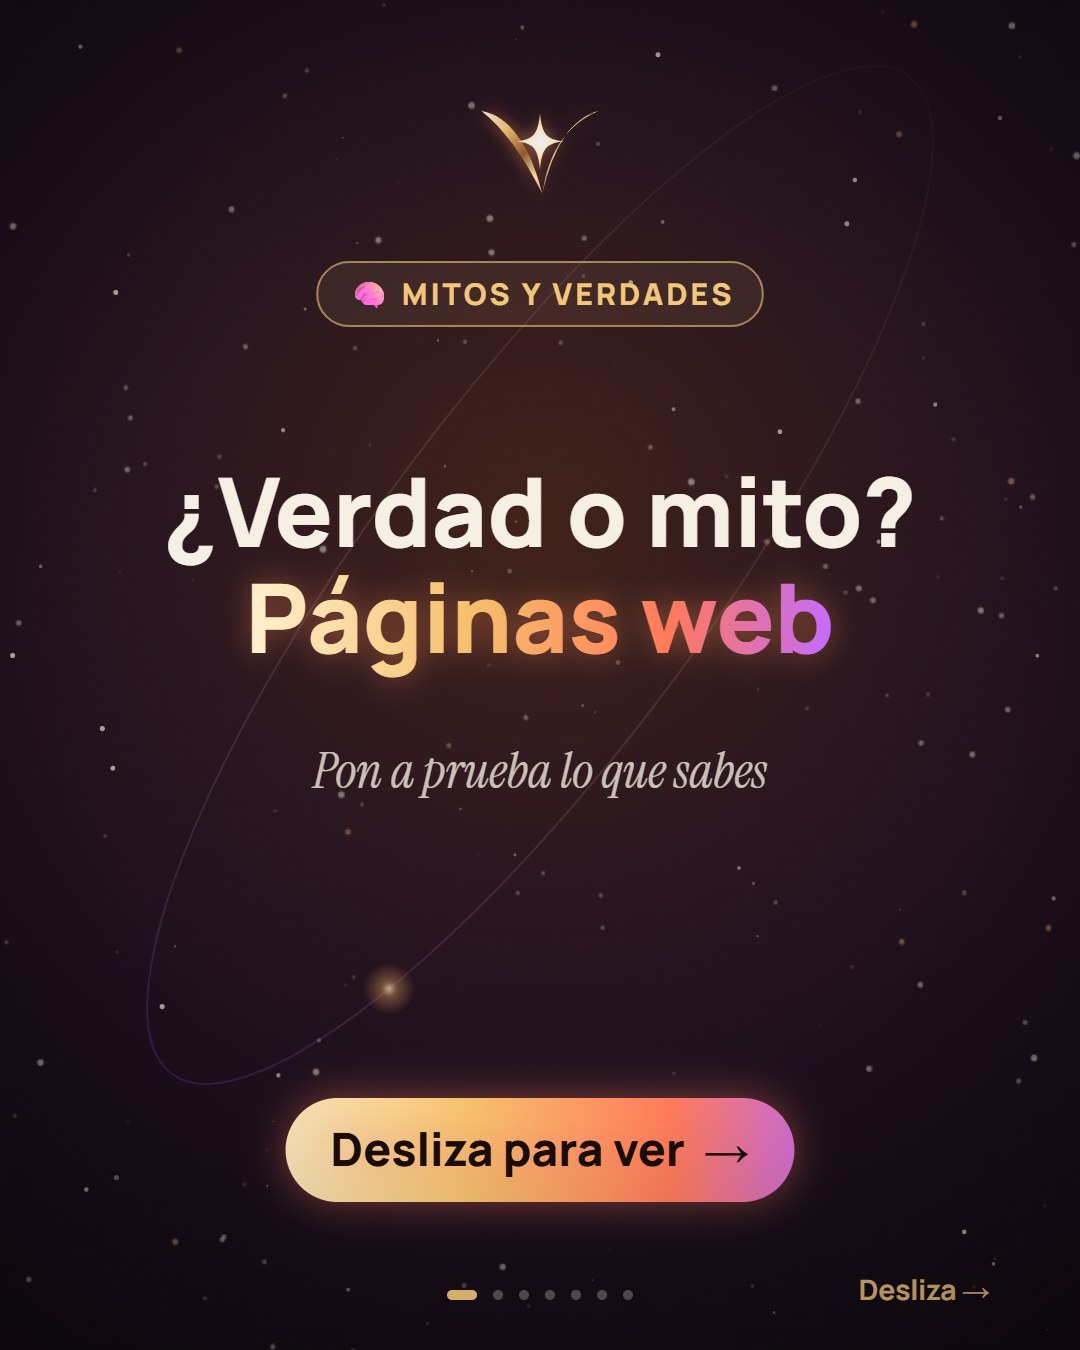 MITOS Y VERDADES
¿Verdad o mito?
Páginas web
Pon a prueba lo que sabes
Desliza para ver →
Desliza →